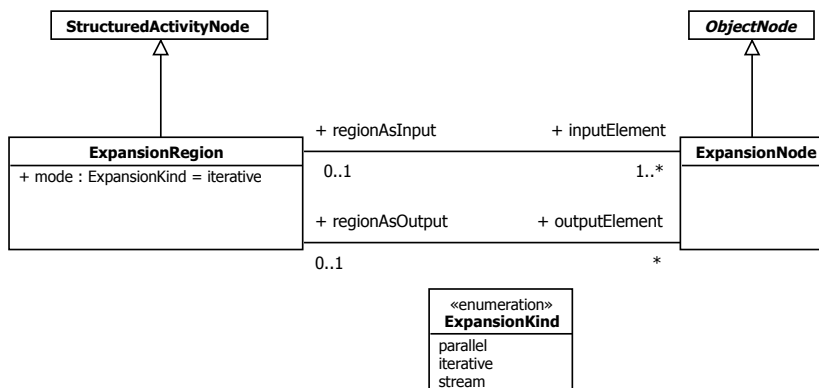 StructuredActivityNode
ObjectNode
+ regionAsInput
+ inputElement
ExpansionRegion
ExpansionNode
+ mode : ExpansionKind = iterative
0..1
1..*
+ regionAsOutput
+ outputElement
0..1
*
«enumeration»
ExpansionKind
parallel
iterative
stream